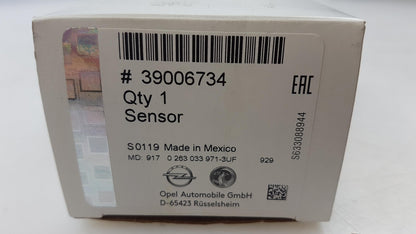 # 39006734
Qty 1
Sensor
S0119 Made in Mexico
MD: 917 0 263 033 971-3UF 929
Opel Automobile GmbH
D-65423 Rüsselsheim
EAC
S633088944